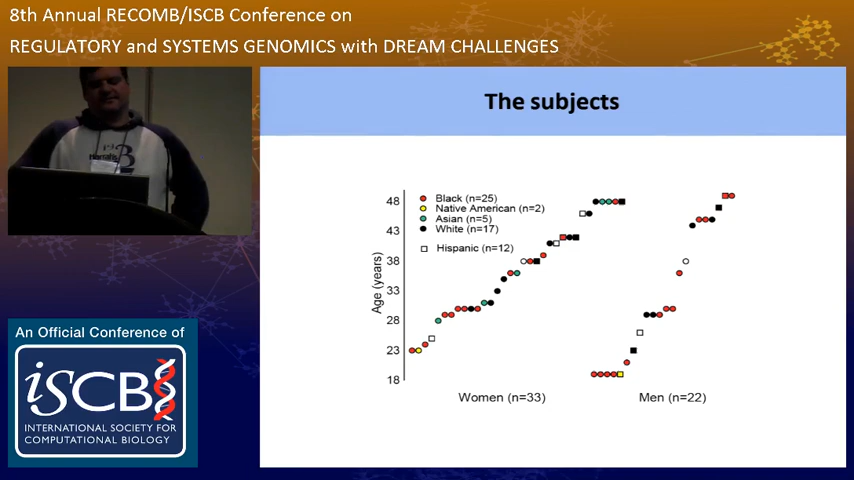 8th Annual RECOMB/ISCB Conference on
REGULATORY and SYSTEMS GENOMICS with DREAM CHALLENGES
The subjects
48
43
38
33
28
23
18
Age (years)
Black (n=25)
Native American (n=2)
Asian (n=5)
White (n=17)
Hispanic (n=12)
Women (n=33)
Men (n=22)
An Official Conference of
iSCB
INTERNATIONAL SOCIETY FOR
COMPUTATIONAL BIOLOGY